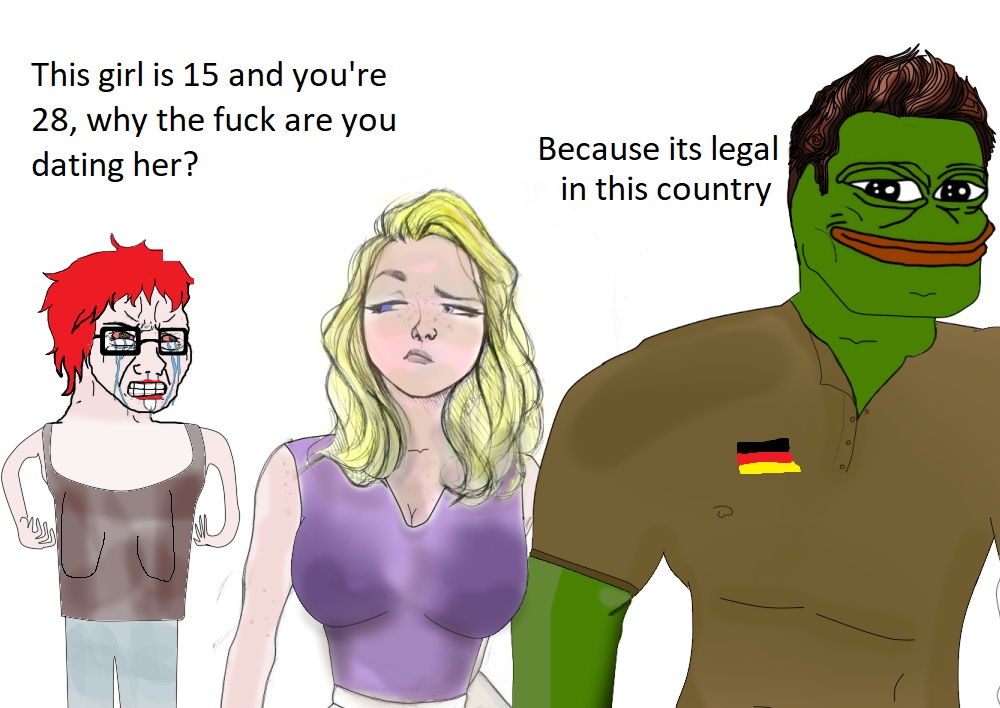 This girl is 15 and you're
28, why the fuck are you
dating her?
Because its legal
in this country